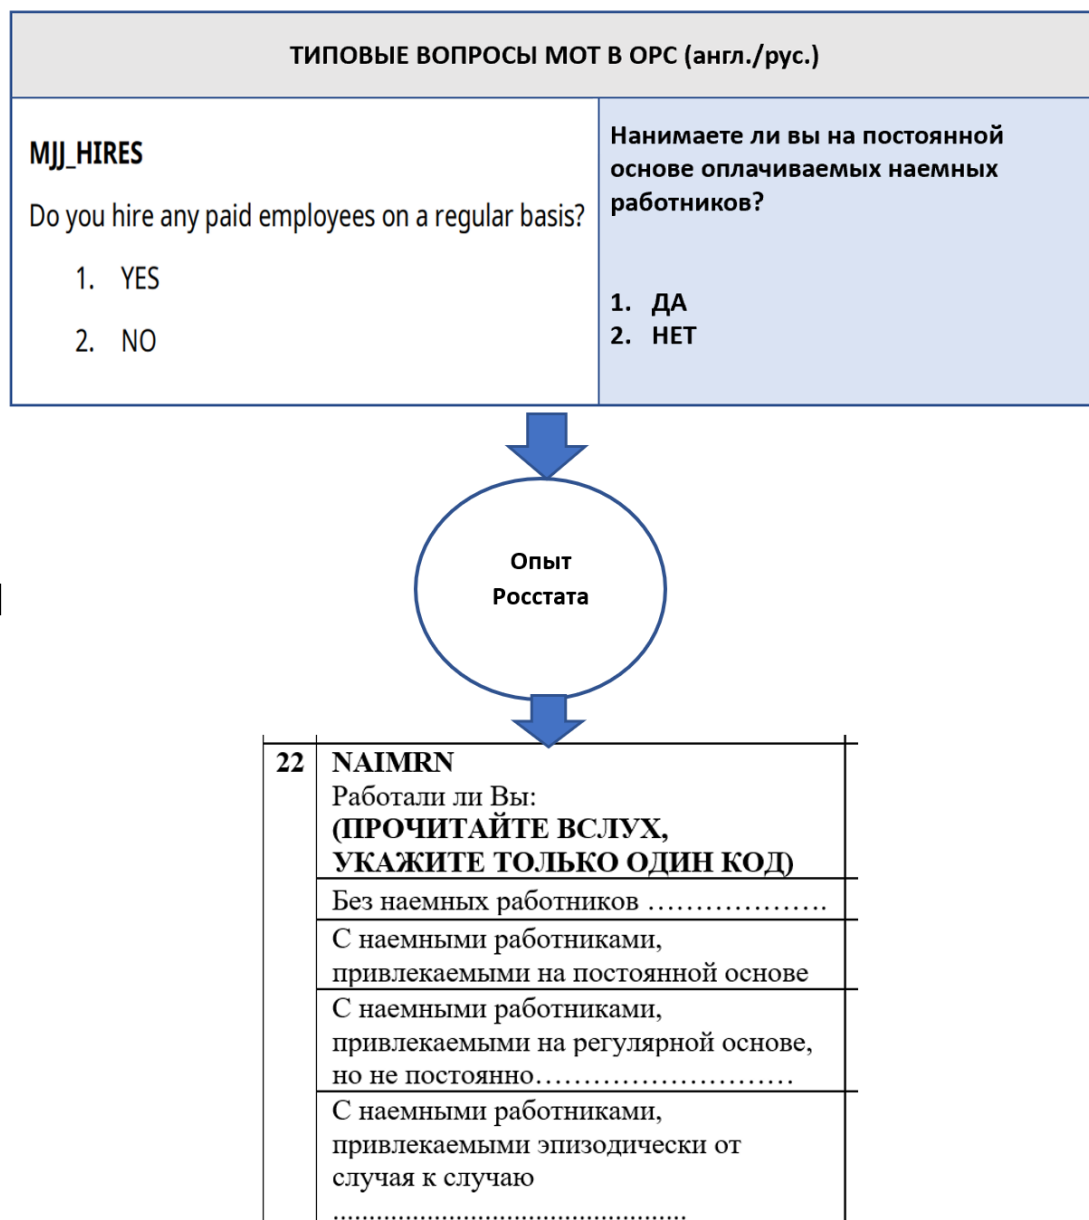 ТИПОВЫЕ ВОПРОСЫ МОТ В ОРС (англ./рус.)
MJJ_HIRES
Do you hire any paid employees on a regular basis?
1. YES
2. NO
Нанимаете ли вы на постоянной
основе оплачиваемых наемных
работников?
1. ДА
2. НЕТ
Опыт
Росстата
22 NAIMRN
Работали ли Вы:
(ПРОЧИТАЙТЕ ВСЛУХ,
УКАЖИТЕ ТОЛЬКО ОДИН КОД)
Без наемных работников ………………..
С наемными работниками,
привлекаемыми на постоянной основе
С наемными работниками,
привлекаемыми на регулярной основе,
но не постоянно………………………
С наемными работниками,
привлекаемыми эпизодически от
случая к случаю
.................................................